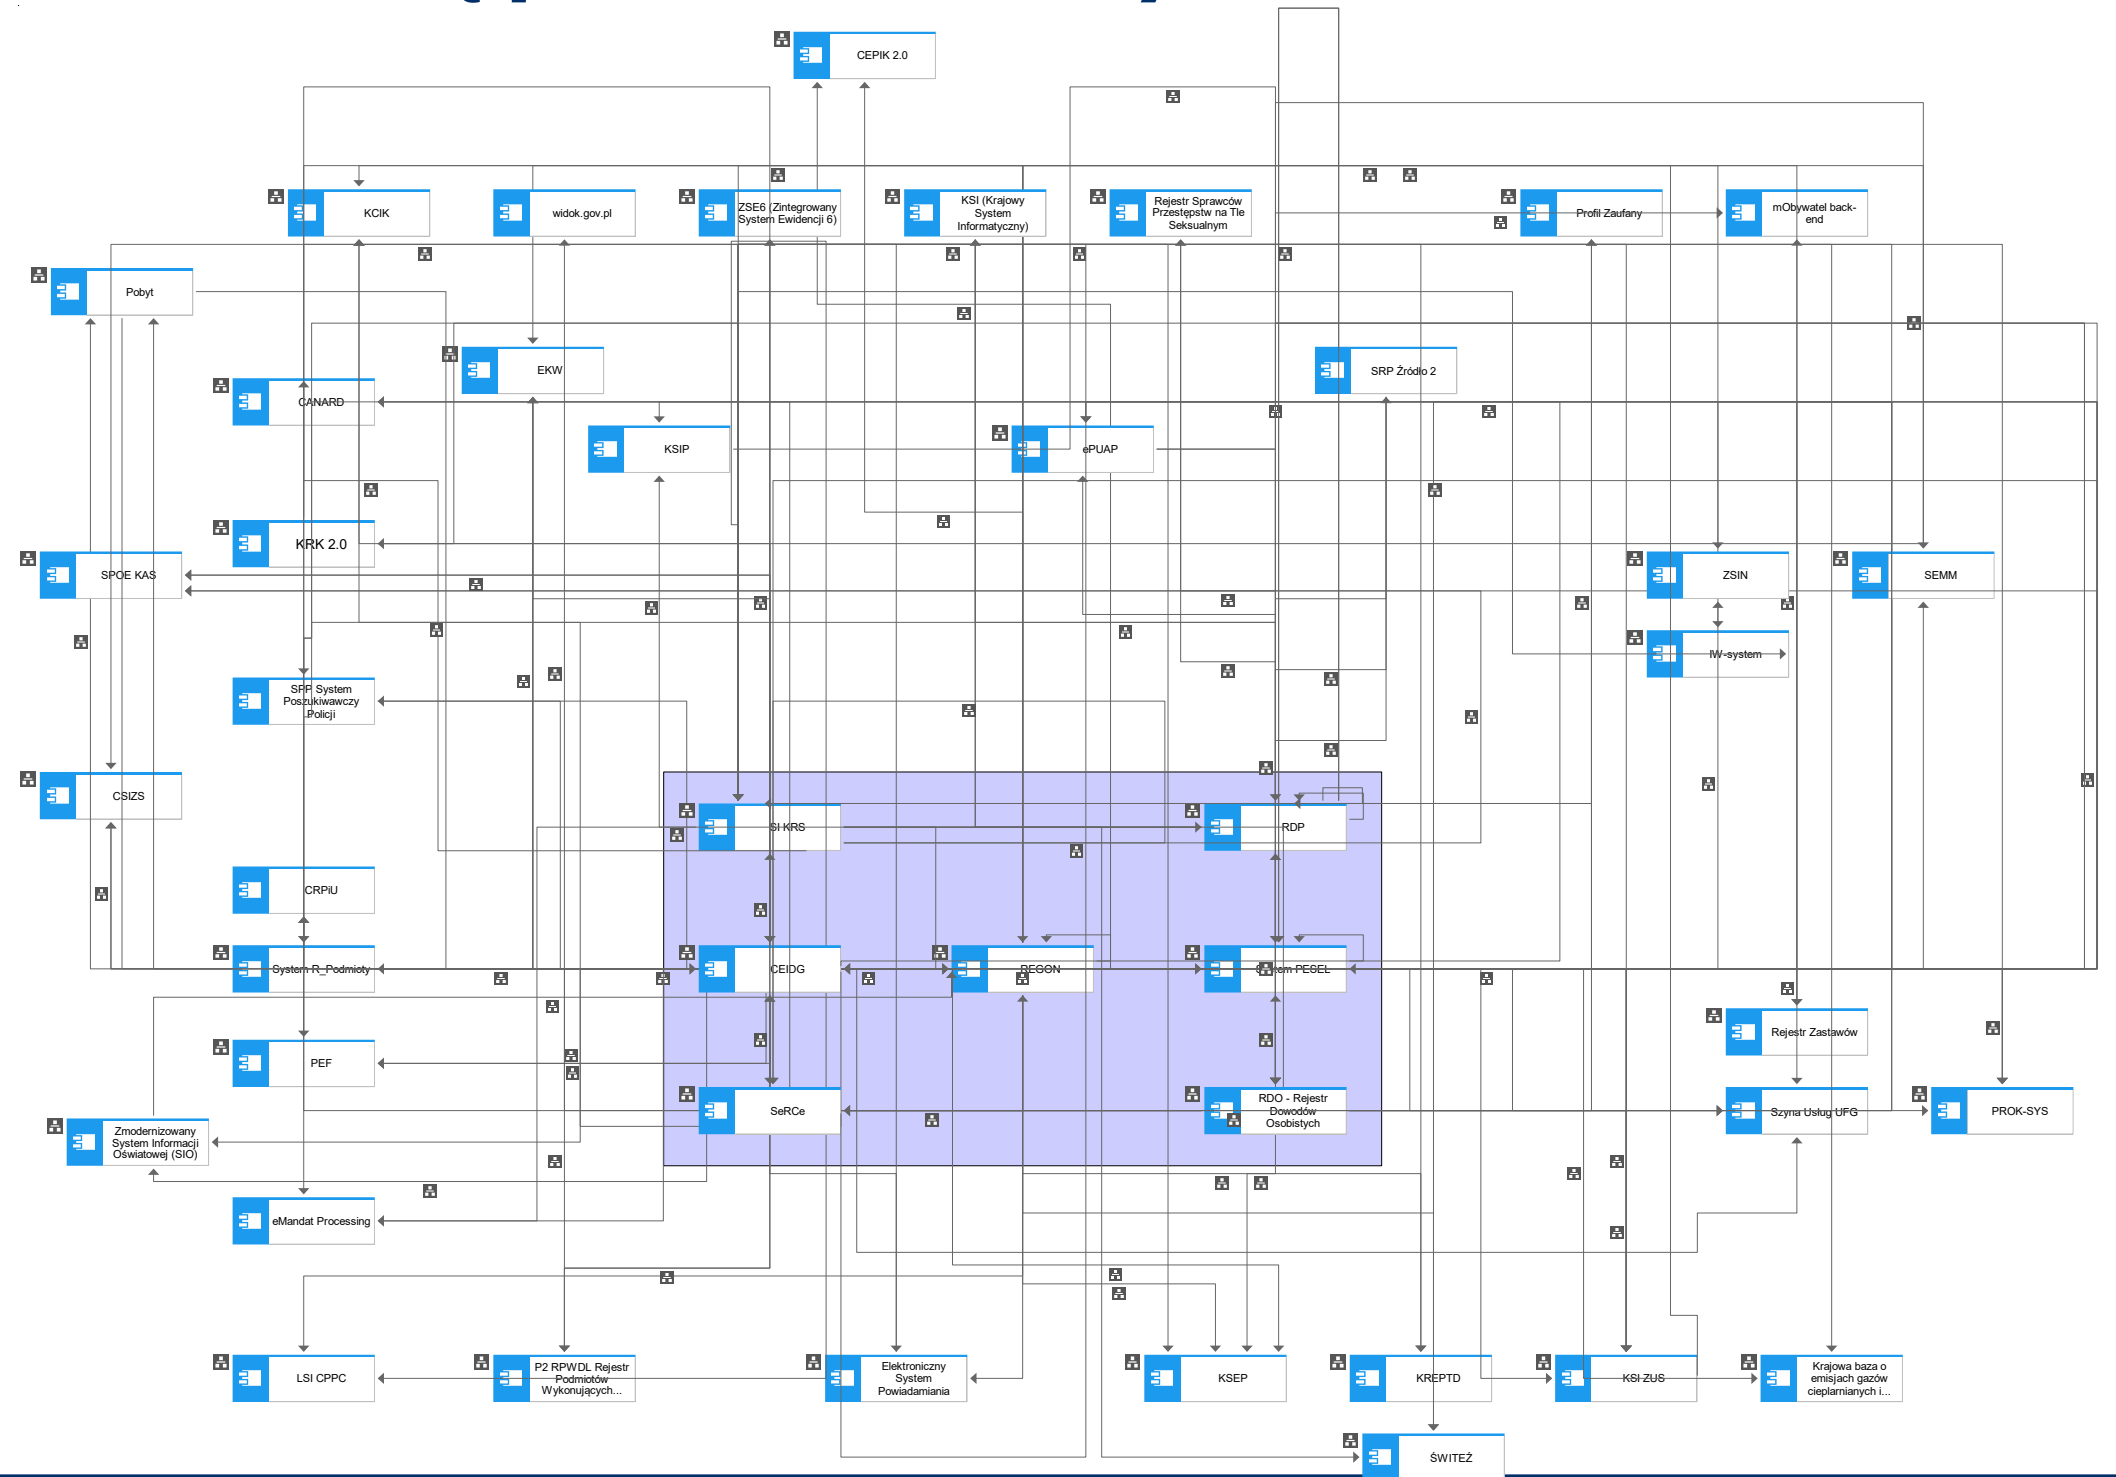 CEPIK 2.0
KCIK
widok.gov.pl
ZSE6 (Zintegrowany
System Ewidencji 6)
KSI (Krajowy
System
Informatyczny)
Rejestr Sprawców
Przestępstw na Tle
Seksualnym
Profil Zaufany
mObywatel back-
end
Pobyt
EKW
SRP Źródło 2
CANARD
KSIP
ePUAP
KRK 2.0
SPOE KAS
ZSIN
SEMM
IW-system
SPP System
Poszukiwawczy
Policji
CSIZS
SI KRS
RDP
CRPiU
System R_Podmioty
CEIDG
REGON
System PESEL
Rejestr Zastawów
PEF
SeRCe
RDO - Rejestr
Dowodów
Osobistych
Szyna Usług UFG
PROK-SYS
Zmodernizowany
System Informacji
Oświatowej (SIO)
eMandat Processing
LSI CPPC
P2 RPWDL Rejestr
Podmiotów
Wykonujących...
Elektroniczny
System
Powiadamiania
KSEP
KREPTD
KSI ZUS
Krajowa baza o
emisjach gazów
cieplarnianych i...
ŚWITEŹ